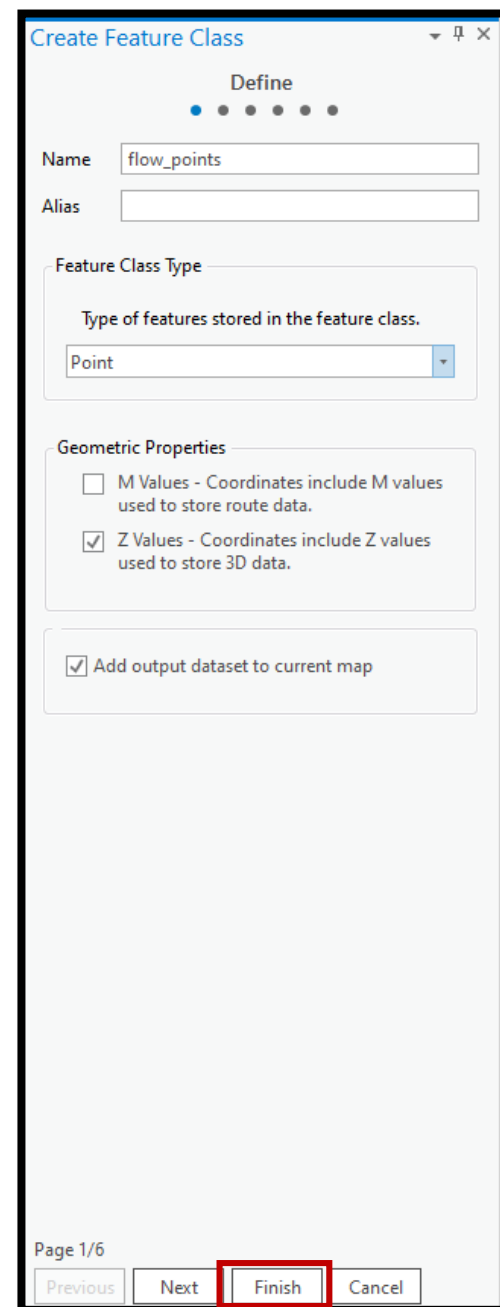 Create Feature Class
Define
Name flow_points
Alias
Feature Class Type
Type of features stored in the feature class.
Point
Geometric Properties
M Values - Coordinates include M values
used to store route data.
Z Values - Coordinates include Z values
used to store 3D data.
Add output dataset to current map
Page 1/6
Previous Next Finish Cancel